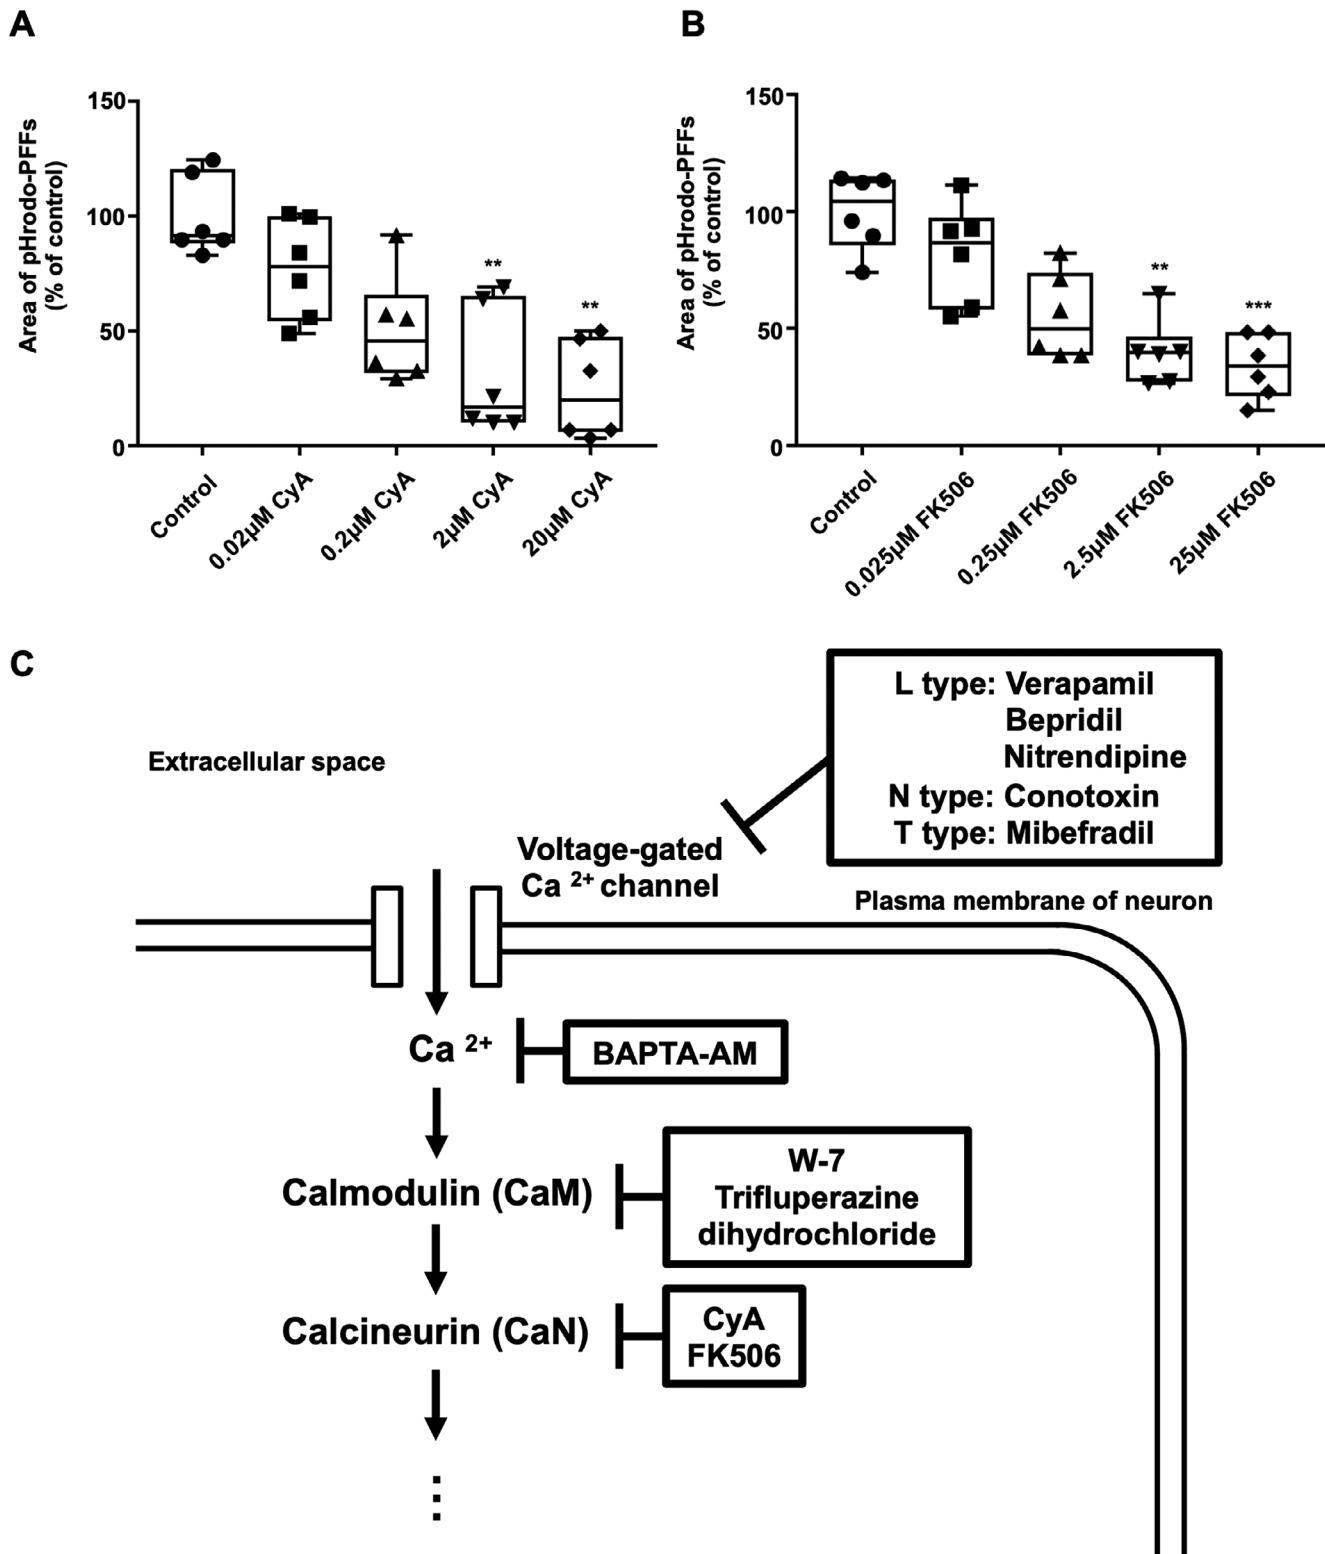 A
Area of pHrodo-PFFs
(% of control)
150
100
50
0
**
**
Control
0.02µM CyA
0.2µM CyA
2µM CyA
20µM CyA
B
Area of pHrodo-PFFs
(% of control)
150
100
50
0
**
***
Control
0.025µM FK506
0.25µM FK506
2.5µM FK506
25µM FK506
C
L type: Verapamil
Bepridil
Nitrendipine
N type: Conotoxin
T type: Mibefradil
Extracellular space
Voltage-gated
Ca 2+ channel
Plasma membrane of neuron
Ca 2+
BAPTA-AM
Calmodulin (CaM)
W-7
Trifluperazine
dihydrochloride
Calcineurin (CaN)
CyA
FK506